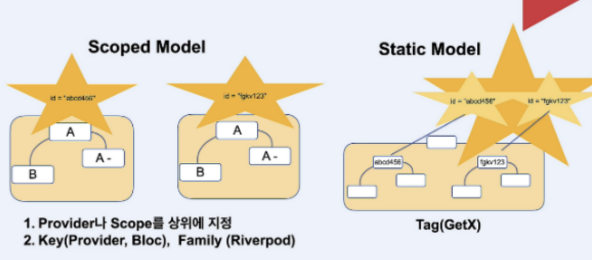 Scoped Model
id = "abcd456"
id = "fgkv123"
A
B
A -
A
B
A -
1. Provider나 Scope를 상위에 지정
2. Key(Provider, Bloc), Family (Riverpod)
Static Model
id = "abcd456"
id = "fgkv123"
abcd456
fgkv123
Tag(GetX)